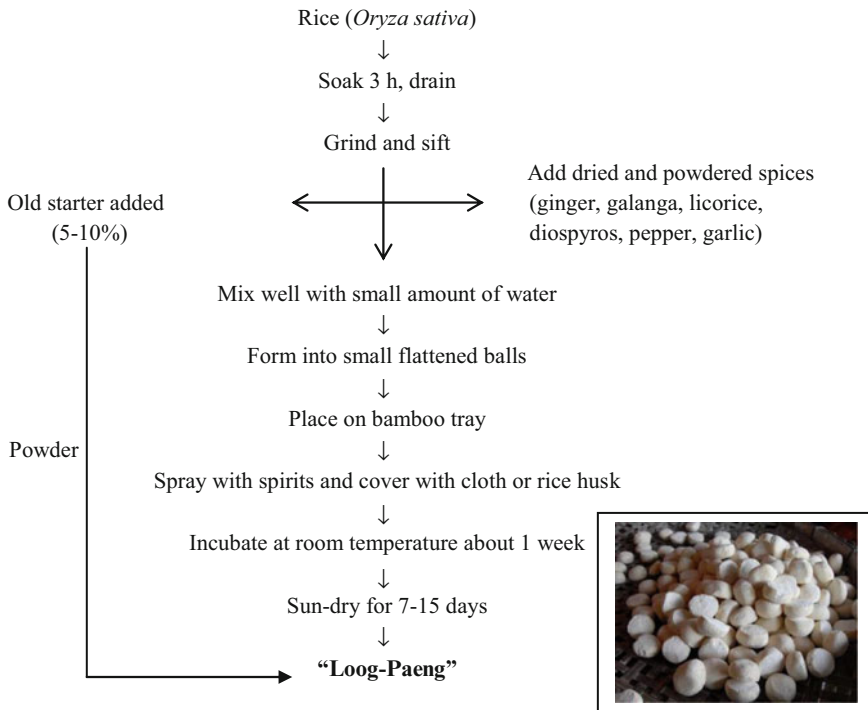 Rice (Oryza sativa)
↓
Soak 3 h, drain
↓
Grind and sift
Old starter added
(5-10%)
Add dried and powdered spices
(ginger, galanga, licorice,
diospyros, pepper, garlic)
Mix well with small amount of water
↓
Form into small flattened balls
↓
Place on bamboo tray
↓
Powder
Spray with spirits and cover with cloth or rice husk
↓
Incubate at room temperature about 1 week
↓
Sun-dry for 7-15 days
↓
“Loog-Paeng”